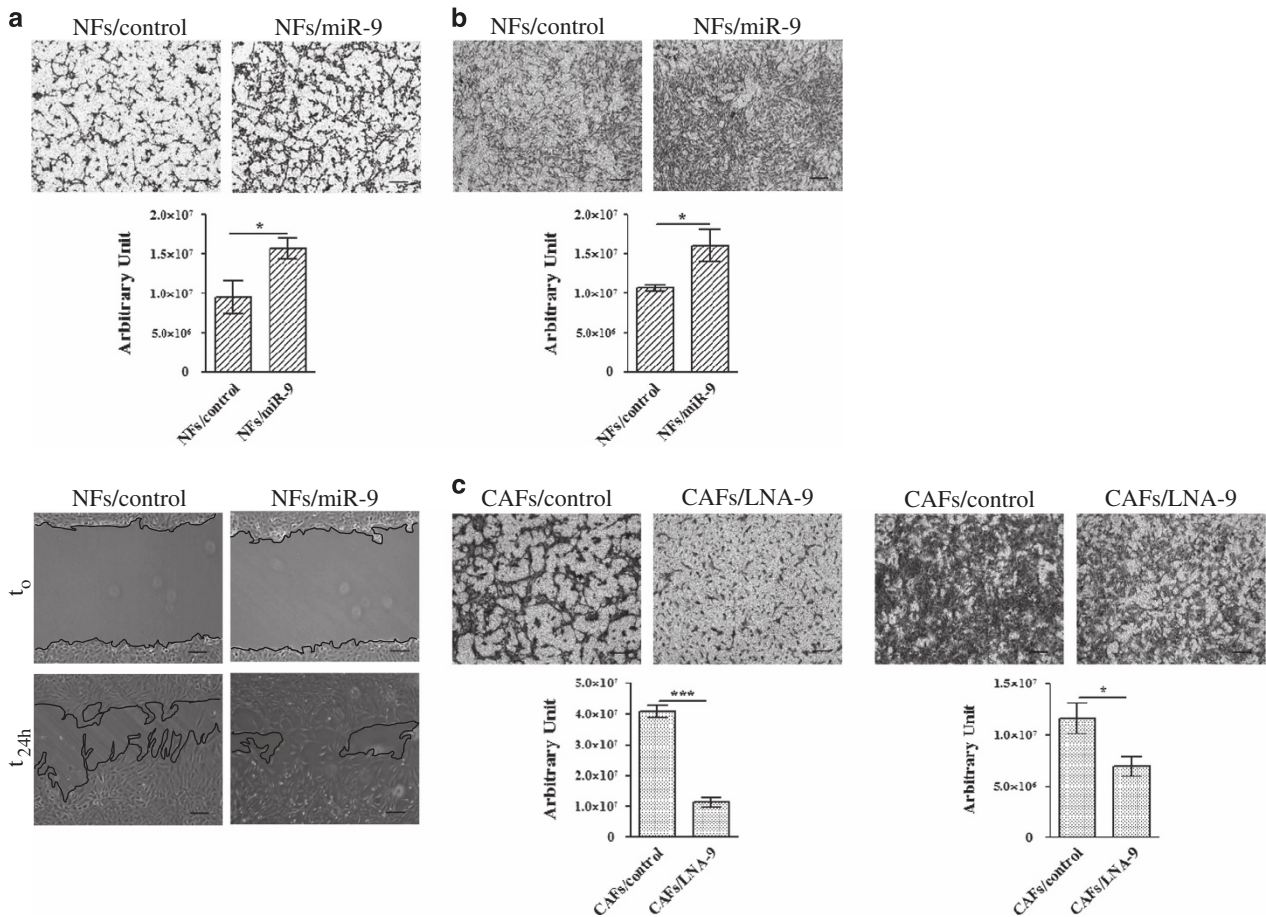 a
NFs/control NFs/miR-9
2.0×10⁷
1.5×10⁷
1.0×10⁷
5.0×10⁶
0
Arbitrary Unit
*
NFs/control
NFs/miR-9
b
NFs/control NFs/miR-9
2.0×10⁷
1.5×10⁷
1.0×10⁷
5.0×10⁶
0
Arbitrary Unit
*
NFs/control
NFs/miR-9
NFs/control NFs/miR-9
t₀
t₂₄ₕ
c
CAFs/control CAFs/LNA-9
5.0×10⁷
4.0×10⁷
3.0×10⁷
2.0×10⁷
1.0×10⁷
0
Arbitrary Unit
***
CAFs/control
CAFs/LNA-9
CAFs/control CAFs/LNA-9
1.5×10⁷
1.0×10⁷
5.0×10⁶
0
Arbitrary Unit
*
CAFs/control
CAFs/LNA-9